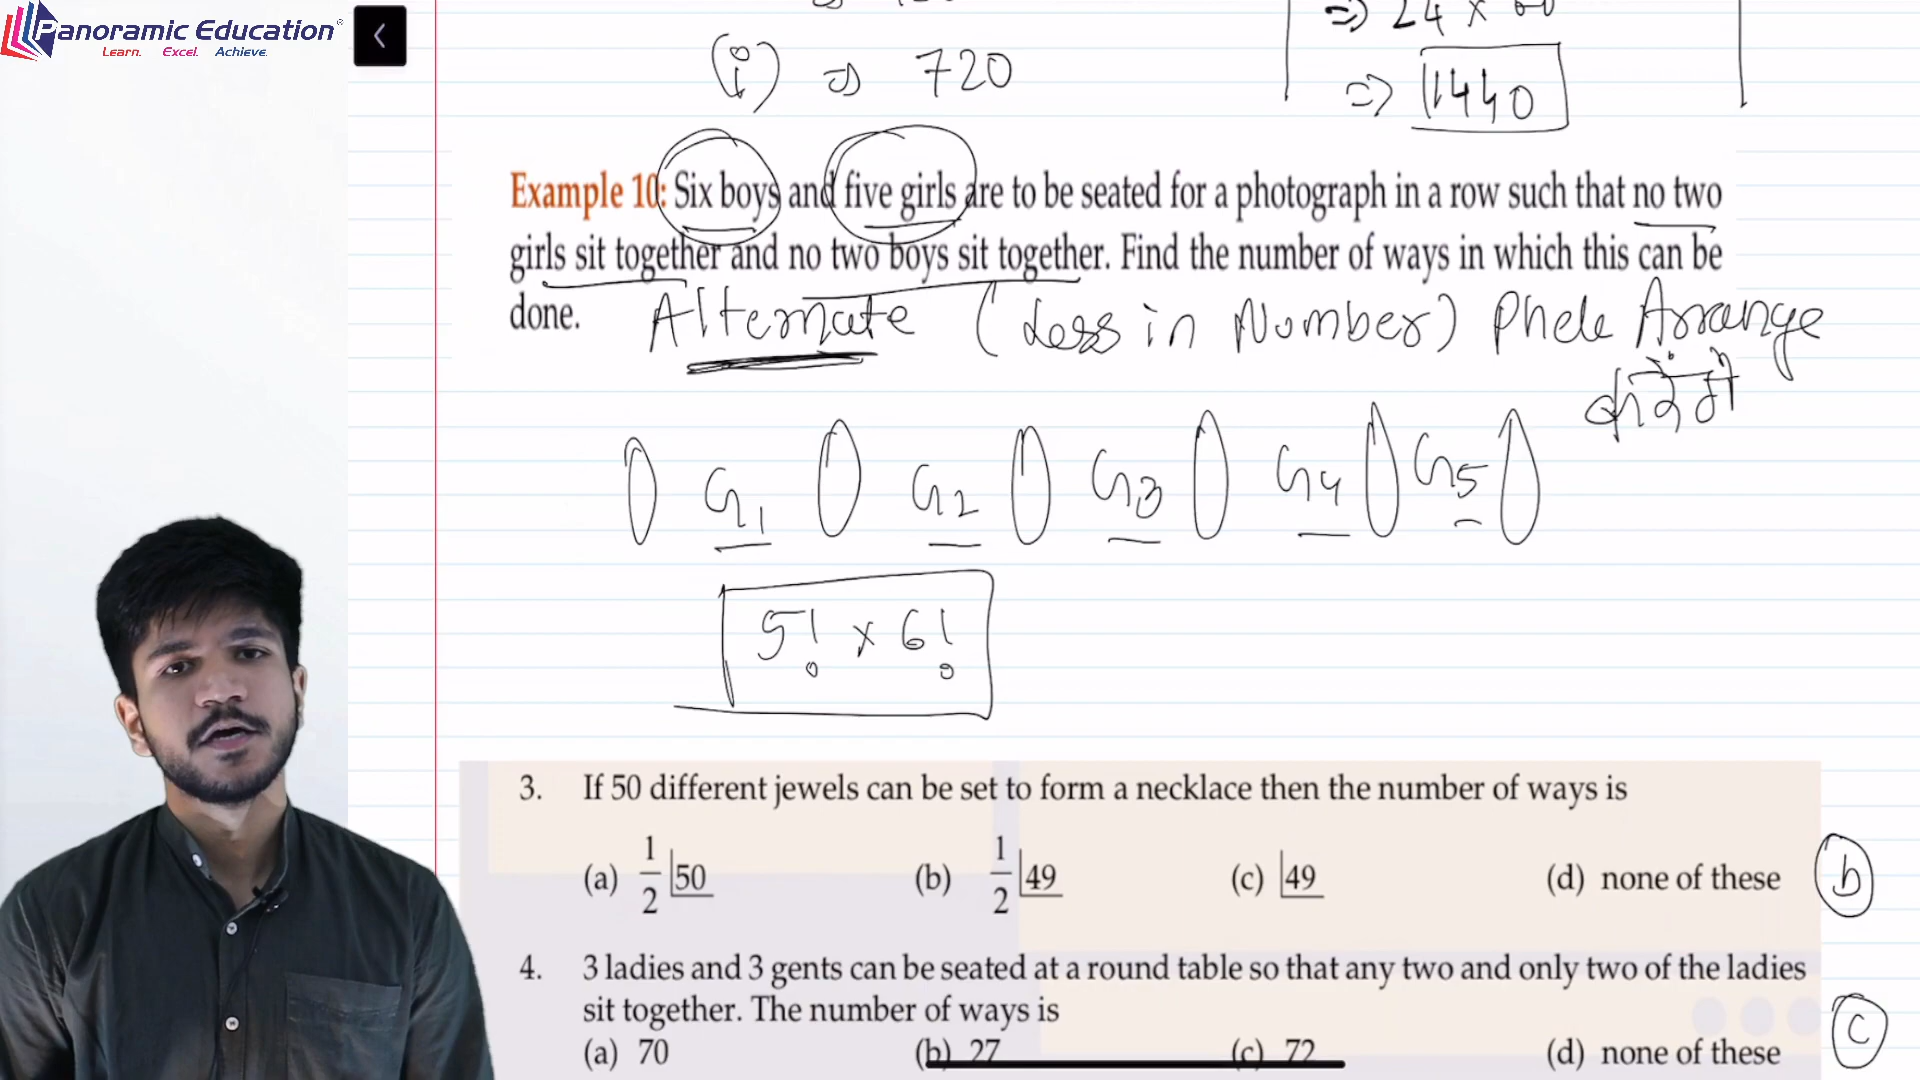 Panoramic Education
Learn. Excel. Achieve.
(i) ⇒ 720
⇒ 24 ×
⇒ 1440
Example 10: Six boys and five girls are to be seated for a photograph in a row such that no two
girls sit together and no two boys sit together. Find the number of ways in which this can be
done.
Alternate (Less in Number) Phele Arrange
करेंगे
G1 G2 G3 G4 G5
5! × 6!
3. If 50 different jewels can be set to form a necklace then the number of ways is
(a) 1/2 |50 (b) 1/2 |49 (c) |49 (d) none of these
b
4. 3 ladies and 3 gents can be seated at a round table so that any two and only two of the ladies
sit together. The number of ways is
(a) 70 (b) 27 (c) 72 (d) none of these
c